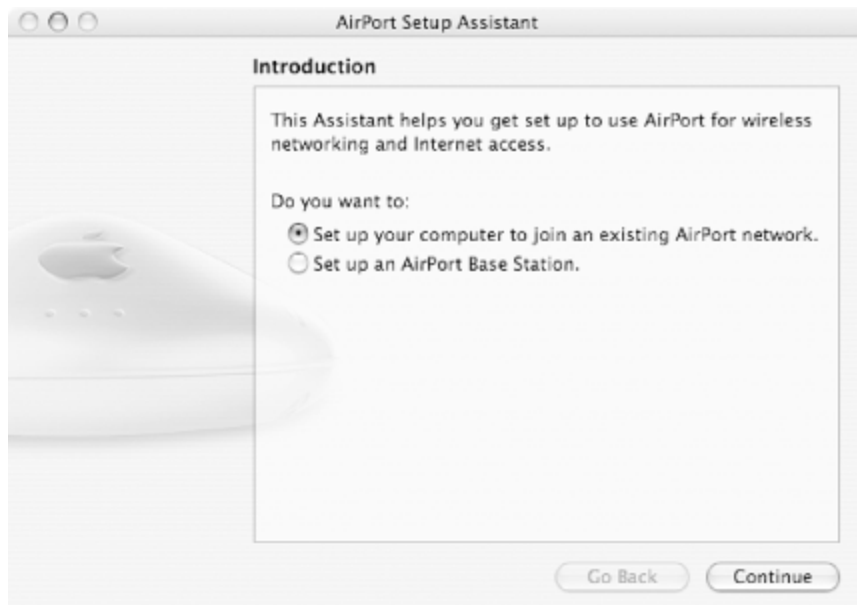 AirPort Setup Assistant
Introduction
This Assistant helps you get set up to use AirPort for wireless
networking and Internet access.
Do you want to:
Set up your computer to join an existing AirPort network.
Set up an AirPort Base Station.
Go Back
Continue